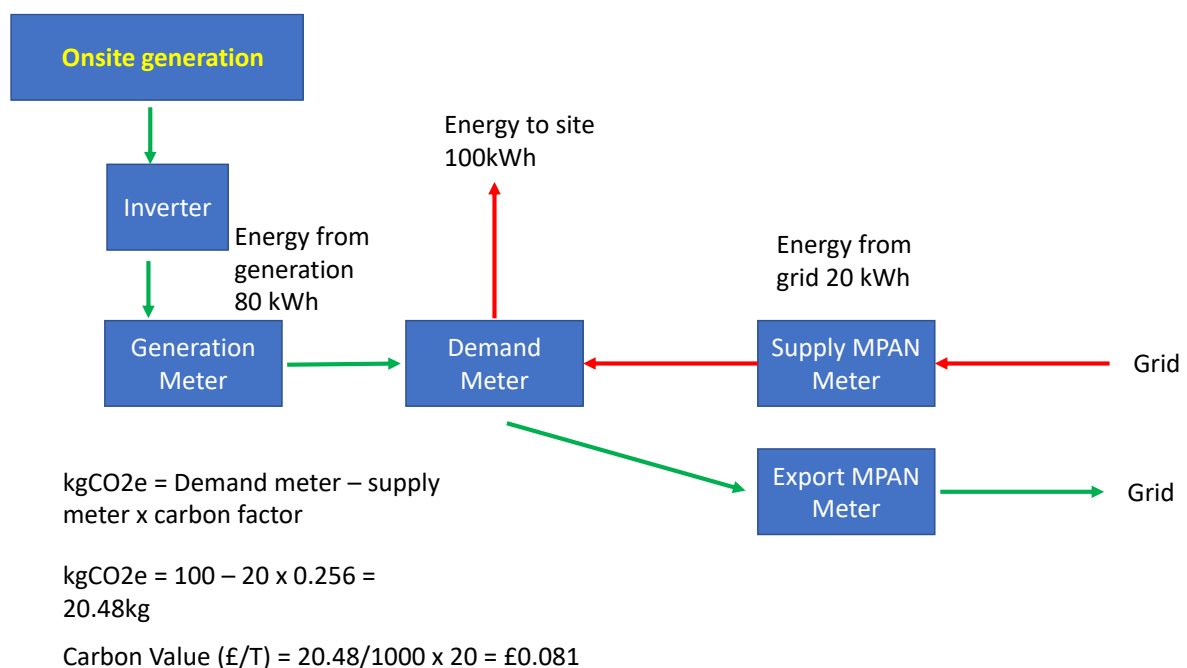 Onsite generation
Energy to site
100kWh
Inverter
Energy from
generation
80 kWh
Energy from
grid 20 kWh
Generation
Meter
Demand
Meter
Supply MPAN
Meter
Grid
Export MPAN
Meter
Grid
kgCO2e = Demand meter – supply
meter x carbon factor
kgCO2e = 100 – 20 x 0.256 =
20.48kg
Carbon Value (£/T) = 20.48/1000 x 20 = £0.081